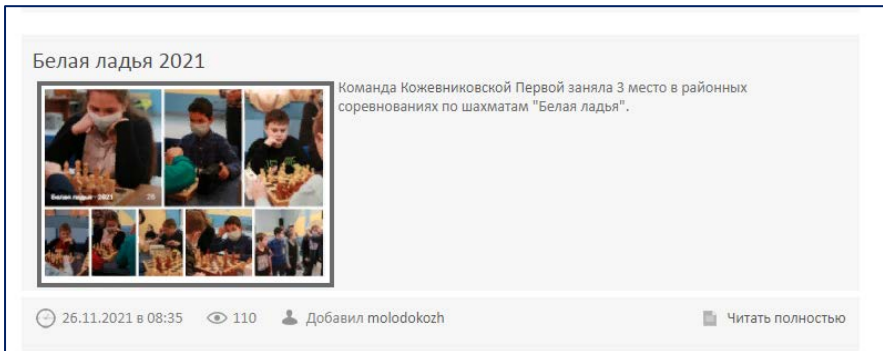 Белая ладья 2021
Команда Кожевниковской Первой заняла 3 место в районных
соревнованиях по шахматам "Белая ладья".
Белая ладья - 2021 28
26.11.2021 в 08:35 110 Добавил molodokozh Читать полностью